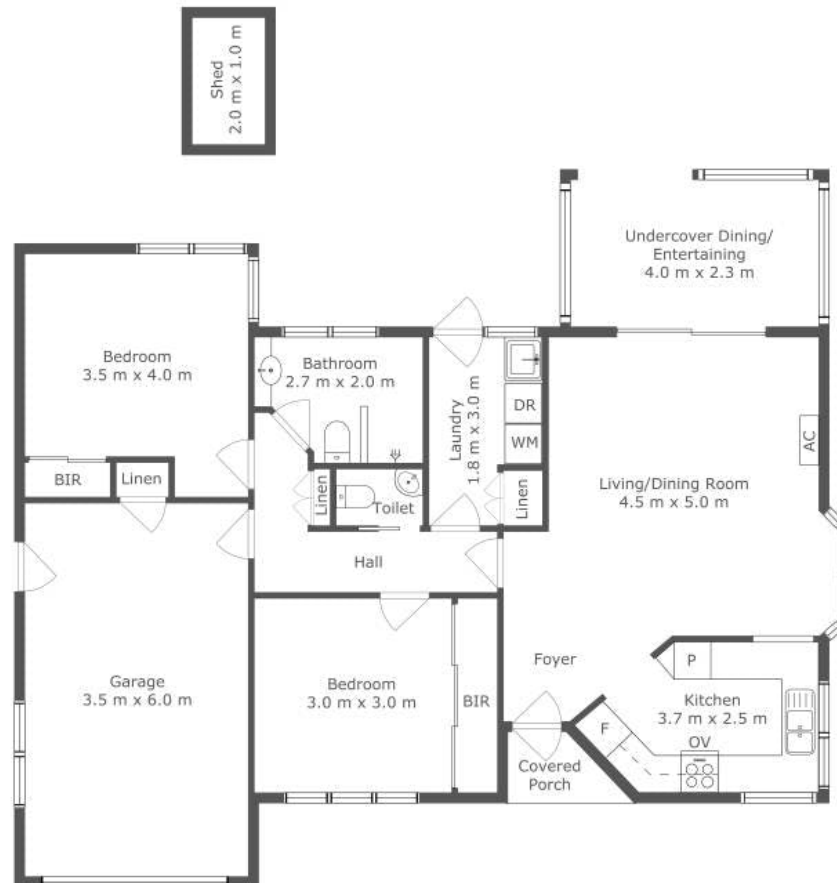 Shed
2.0 m x 1.0 m
Undercover Dining/
Entertaining
4.0 m x 2.3 m
Bedroom
3.5 m x 4.0 m
Bathroom
2.7 m x 2.0 m
Laundry
1.8 m x 3.0 m
DR
WM
AC
BIR
Linen
Linen
Toilet
Linen
Living/Dining Room
4.5 m x 5.0 m
Hall
Garage
3.5 m x 6.0 m
Bedroom
3.0 m x 3.0 m
BIR
Foyer
P
Kitchen
3.7 m x 2.5 m
F
OV
Covered
Porch